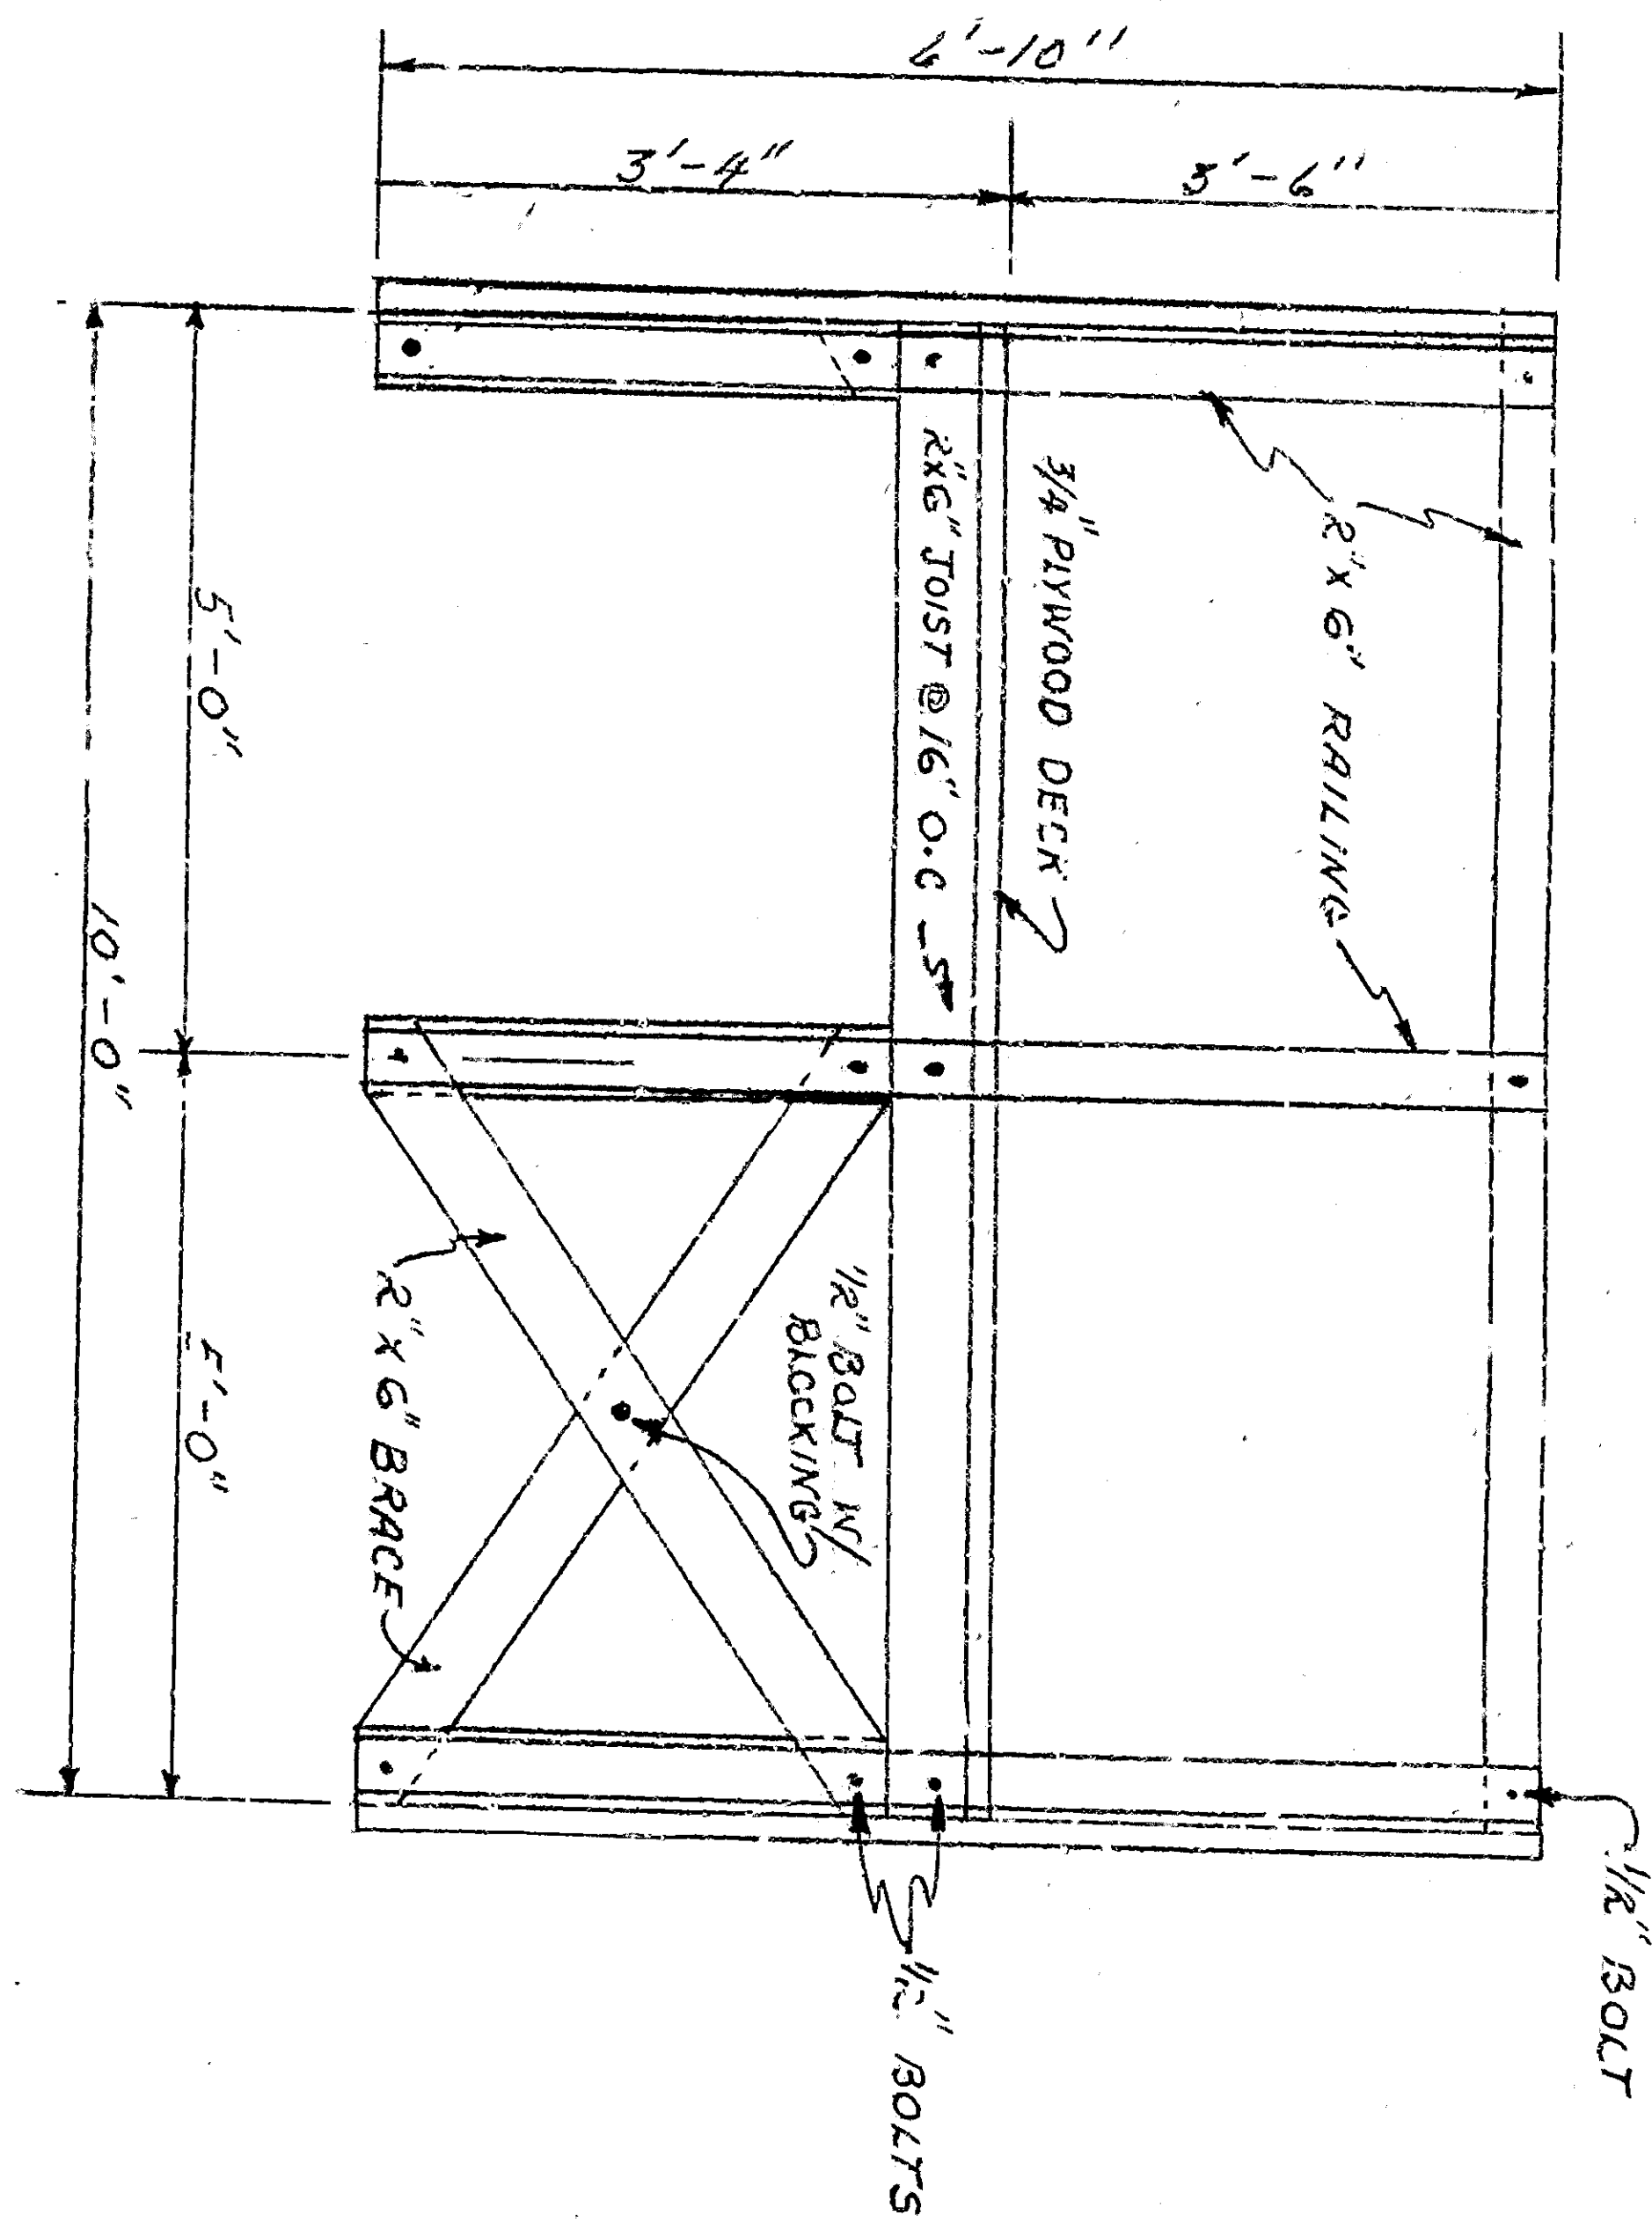 6'-10"
3'-4"
3'-6"
2"x6" RAILING
3/4" PLYWOOD DECK
2"x6" JOIST @ 16" O.C
1/2" BOLT W/
BLOCKING
2"x6" BRACE
5'-0"
5'-0"
10'-0"
1/2" BOLT
1/2" BOLTS